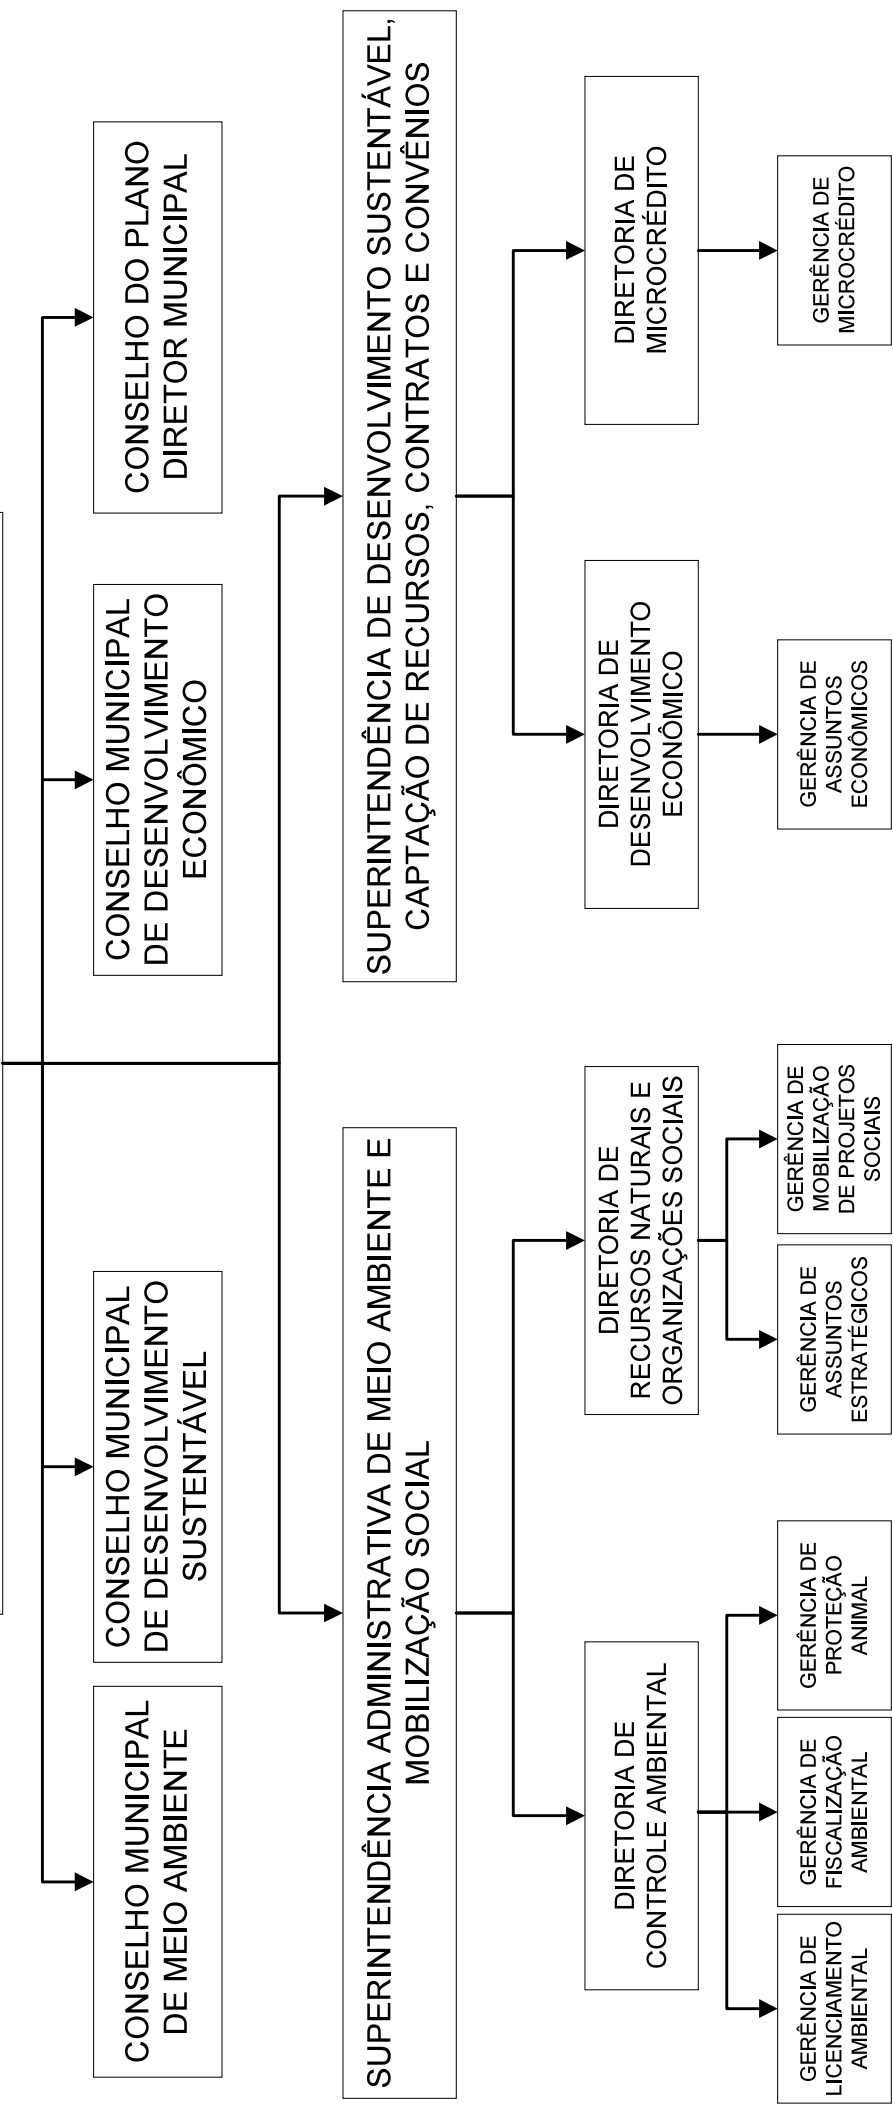 CONSELHO MUNICIPAL
DE MEIO AMBIENTE
CONSELHO MUNICIPAL
DE DESENVOLVIMENTO
SUSTENTÁVEL
CONSELHO MUNICIPAL
DE DESENVOLVIMENTO
ECONÔMICO
CONSELHO DO PLANO
DIRETOR MUNICIPAL
SUPERINTENDÊNCIA ADMINISTRATIVA DE MEIO AMBIENTE E
MOBILIZAÇÃO SOCIAL
SUPERINTENDÊNCIA DE DESENVOLVIMENTO SUSTENTÁVEL,
CAPTAÇÃO DE RECURSOS, CONTRATOS E CONVÊNIOS
DIRETORIA DE
CONTROLE AMBIENTAL
DIRETORIA DE
RECURSOS NATURAIS E
ORGANIZAÇÕES SOCIAIS
DIRETORIA DE
DESENVOLVIMENTO
ECONÔMICO
DIRETORIA DE
MICROCRÉDITO
GERÊNCIA DE
LICENCIAMENTO
AMBIENTAL
GERÊNCIA DE
FISCALIZAÇÃO
AMBIENTAL
GERÊNCIA DE
PROTEÇÃO
ANIMAL
GERÊNCIA DE
ASSUNTOS
ESTRATÉGICOS
GERÊNCIA DE
MOBILIZAÇÃO
DE PROJETOS
SOCIAIS
GERÊNCIA DE
ASSUNTOS
ECONÔMICOS
GERÊNCIA DE
MICROCRÉDITO